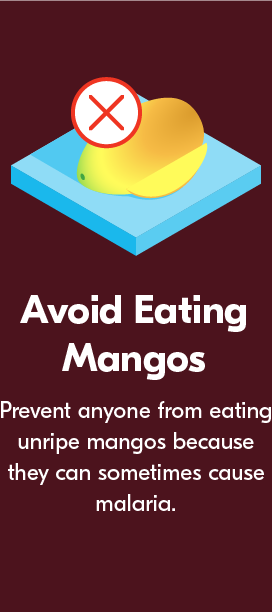 Avoid Eating
Mangos
Prevent anyone from eating
unripe mangos because
they can sometimes cause
malaria.